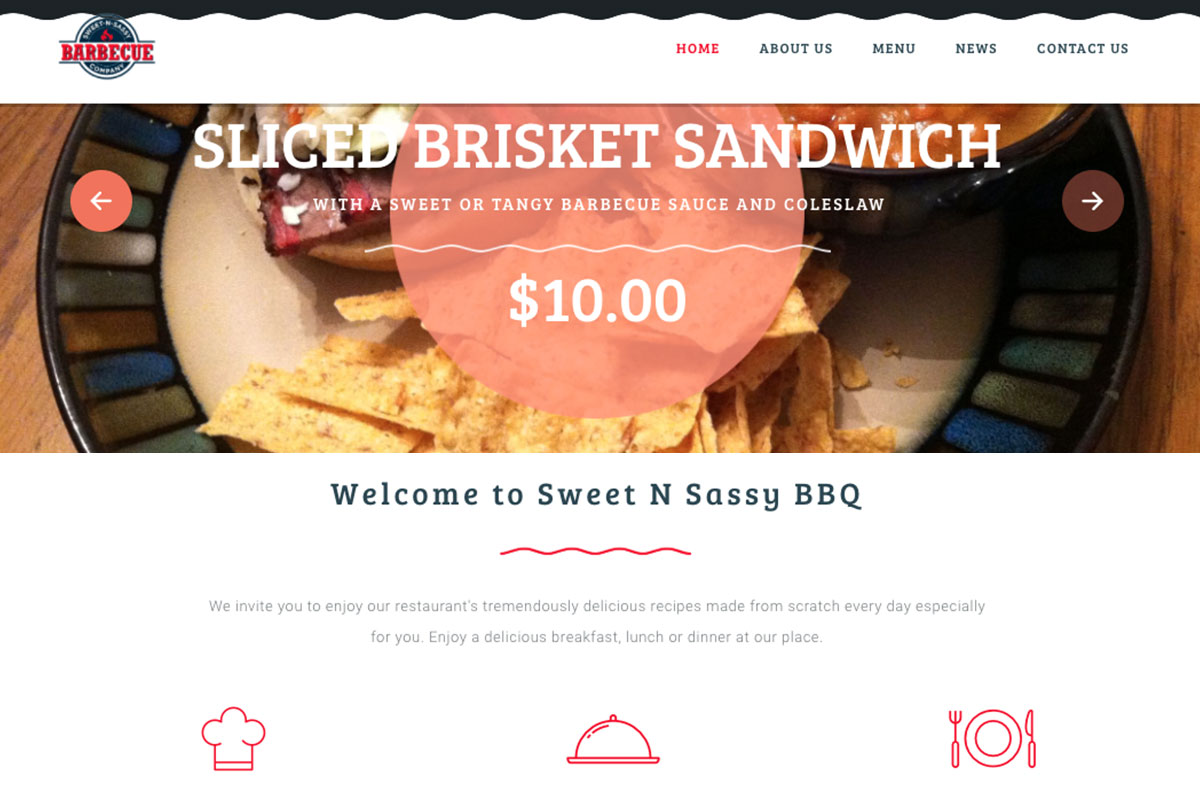 SWEET-N-SASSY
BARBECUE
COMPANY
HOME ABOUT US MENU NEWS CONTACT US
SLICED BRISKET SANDWICH
WITH A SWEET OR TANGY BARBECUE SAUCE AND COLESLAW
$10.00
Welcome to Sweet N Sassy BBQ
We invite you to enjoy our restaurant's tremendously delicious recipes made from scratch every day especially
for you. Enjoy a delicious breakfast, lunch or dinner at our place.